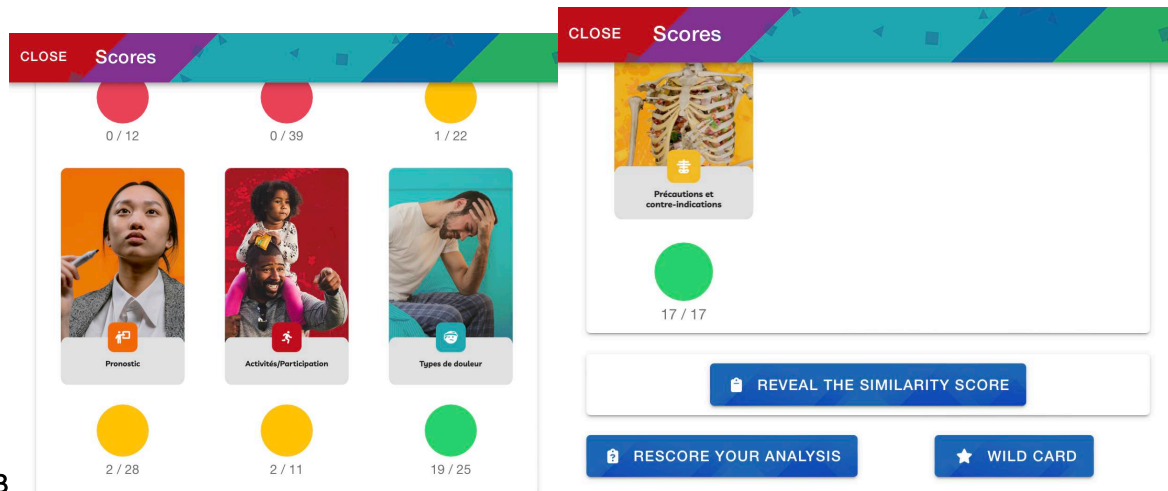 CLOSE Scores
0 / 12 0 / 39 1 / 22
Pronostic Activités/Participation Types de douleur
2 / 28 2 / 11 19 / 25
3
CLOSE Scores
Précautions et
contre-indications
17 / 17
REVEAL THE SIMILARITY SCORE
RESCORE YOUR ANALYSIS WILD CARD